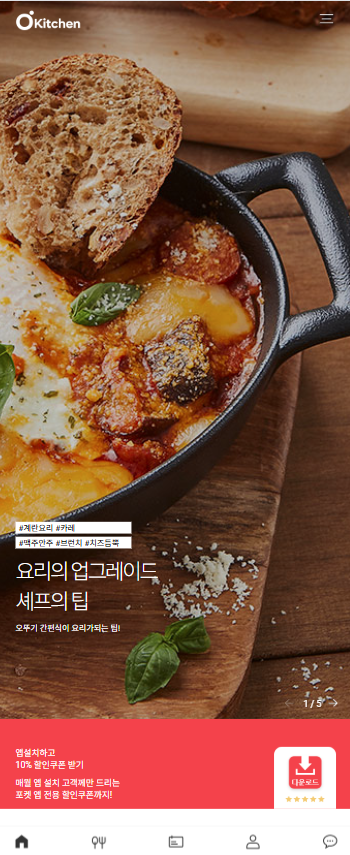 OKitchen
#계란요리 #카레
#맥주안주 #브런치 #치즈듬뿍
요리의 업그레이드
셰프의 팁
오뚜기 간편식이 요리가되는 팁!
1 / 5
앱설치하고
10% 할인쿠폰 받기
매월 앱 설치 고객께만 드리는
포켓 앱 전용 할인쿠폰까지!
다운로드